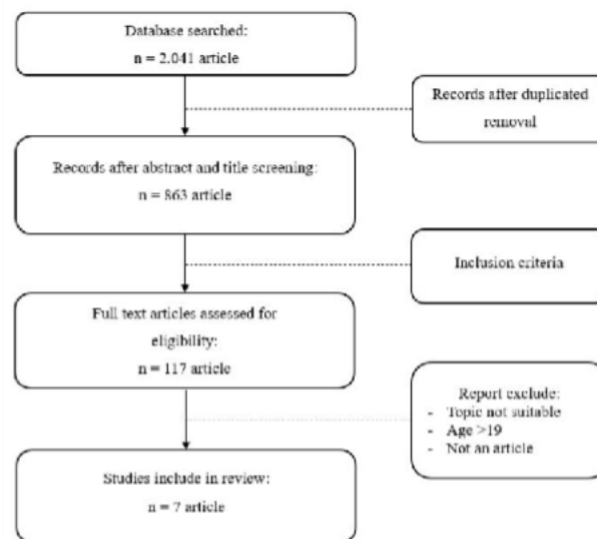 Database searched:
n = 2.041 article
Records after duplicated
removal
Records after abstract and title screening:
n = 863 article
Inclusion criteria
Full text articles assessed for
eligibility:
n = 117 article
Report exclude:
- Topic not suitable
- Age >19
- Not an article
Studies include in review:
n = 7 article